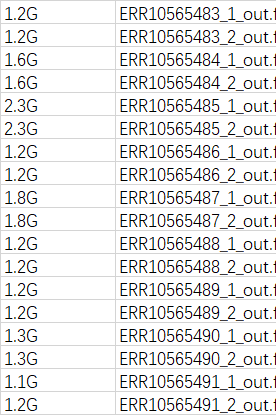 1.2G ERR10565483_1_out.f
1.2G ERR10565483_2_out.f
1.6G ERR10565484_1_out.f
1.6G ERR10565484_2_out.f
2.3G ERR10565485_1_out.f
2.3G ERR10565485_2_out.f
1.2G ERR10565486_1_out.f
1.2G ERR10565486_2_out.f
1.8G ERR10565487_1_out.f
1.8G ERR10565487_2_out.f
1.2G ERR10565488_1_out.f
1.2G ERR10565488_2_out.f
1.2G ERR10565489_1_out.f
1.2G ERR10565489_2_out.f
1.3G ERR10565490_1_out.f
1.3G ERR10565490_2_out.f
1.1G ERR10565491_1_out.f
1.2G ERR10565491_2_out.f